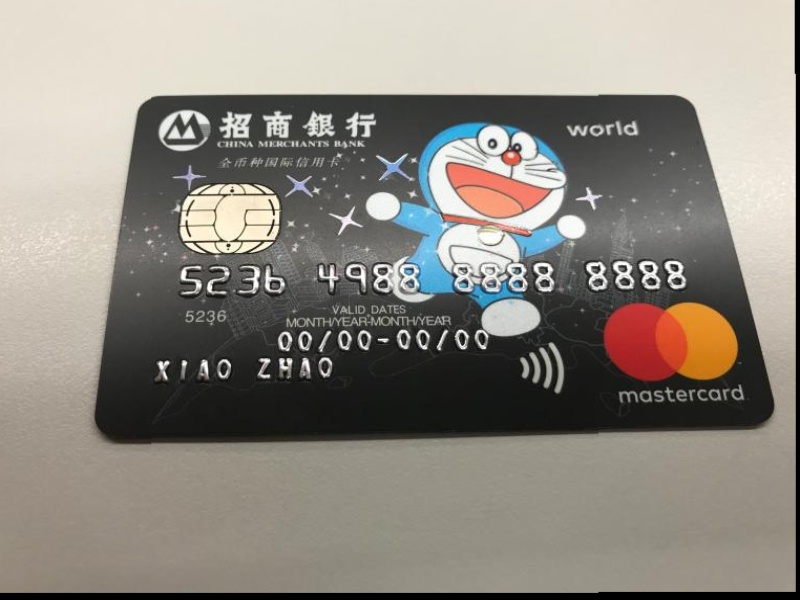 招商银行
CHINA MERCHANTS BANK
world
全币种国际信用卡
5236 4988 8888 8888
5236
VALID DATES
MONTH/YEAR-MONTH/YEAR
00/00-00/00
XIAO ZHAO
mastercard